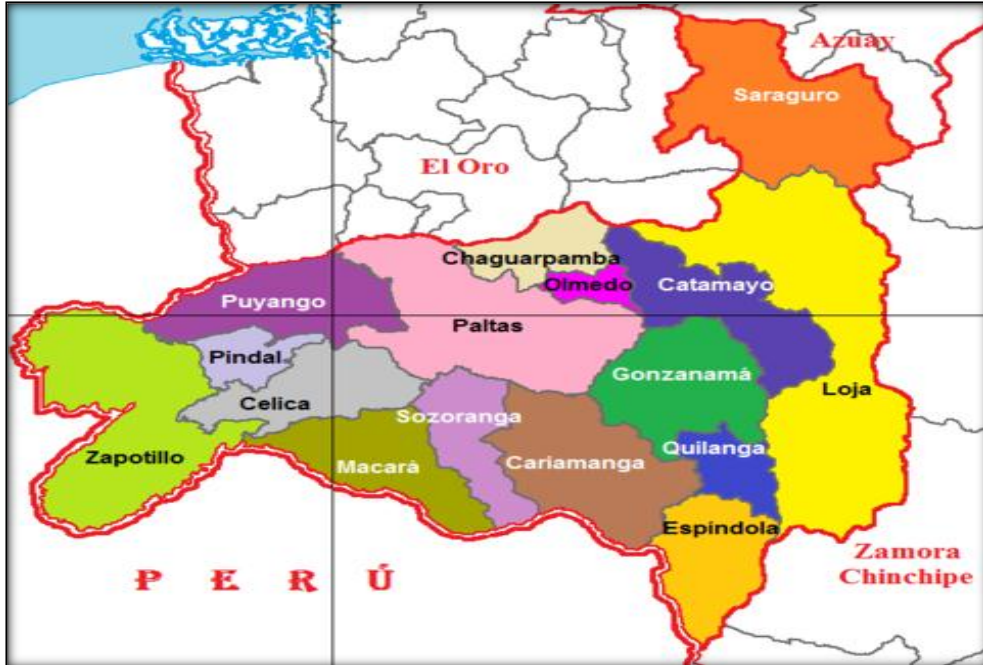 Azuay
Saraguro
El Oro
Chaguarpamba
Olmedo
Catamayo
Puyango
Paltas
Pindal
Gonzanamá
Loja
Celica
Sozoranga
Quilanga
Zapotillo
Macará
Cariamanga
Espíndola
Zamora
Chinchipe
PERÚ